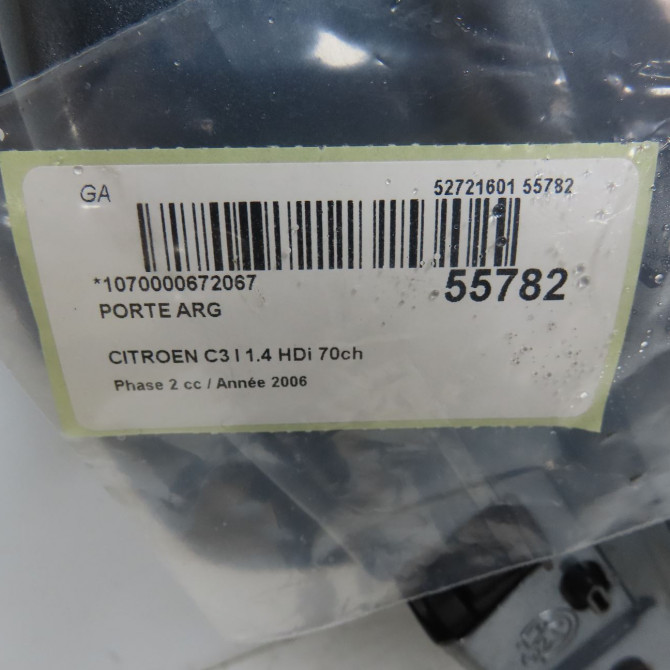 GA
52721601 55782
*1070000672067
55782
PORTE ARG
CITROEN C3 I 1.4 HDi 70ch
Phase 2 cc / Année 2006